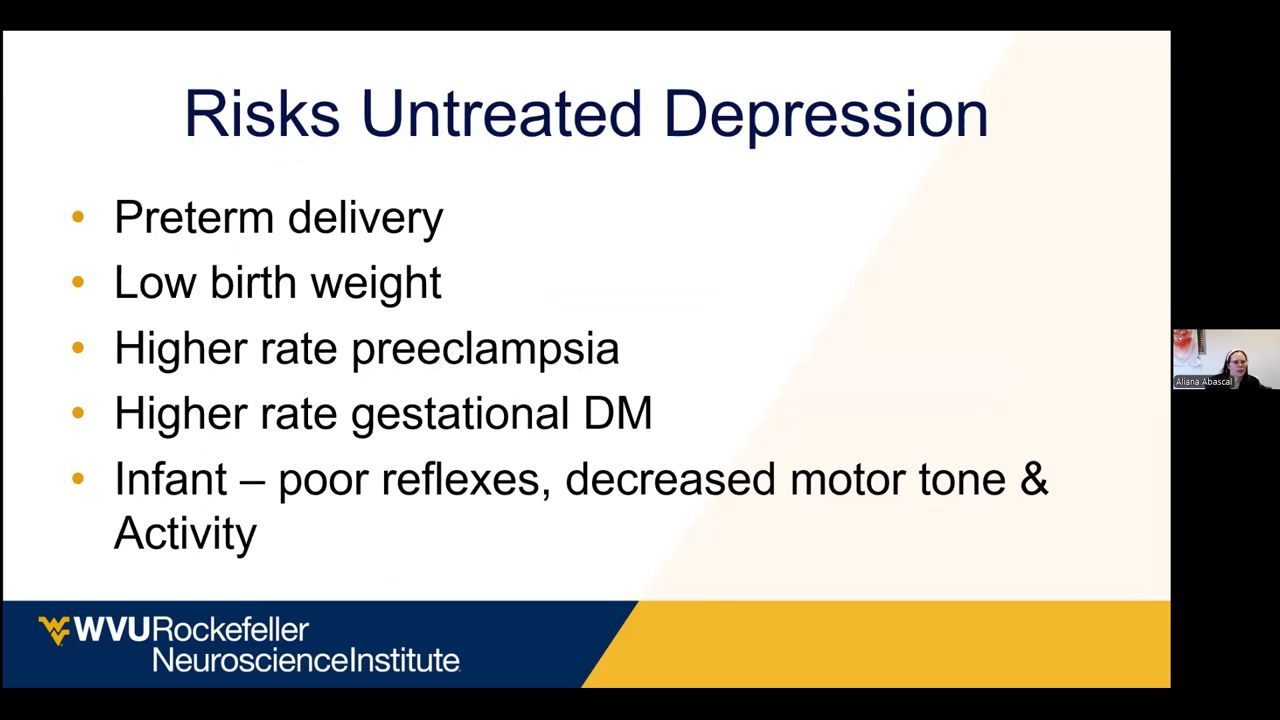 Risks Untreated Depression
• Preterm delivery
• Low birth weight
• Higher rate preeclampsia
• Higher rate gestational DM
• Infant – poor reflexes, decreased motor tone &
Activity
Aliana Abascal
WVURockefeller
NeuroscienceInstitute